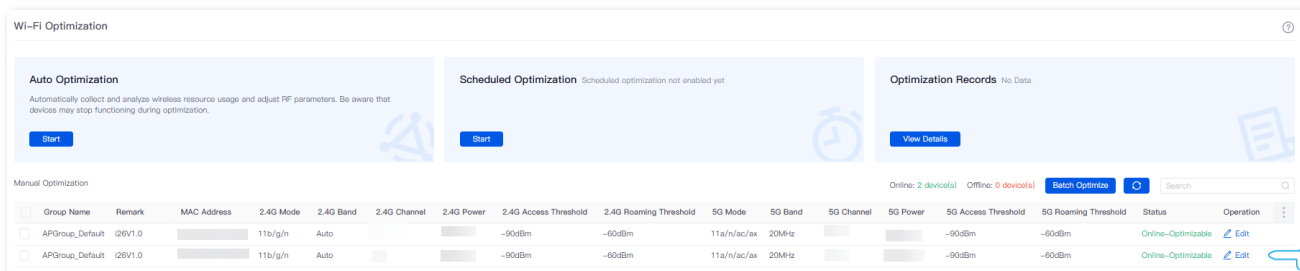 Wi-Fi Optimization
Auto Optimization
Automatically collect and analyze wireless resource usage and adjust RF parameters. Be aware that
devices may stop functioning during optimization.
Start
Scheduled Optimization Scheduled optimization not enabled yet
Start
Optimization Records No Data
View Details
Manual Optimization
Online: 2 device(s) Offline: 0 device(s) Batch Optimize Search
Group Name Remark MAC Address 2.4G Mode 2.4G Band 2.4G Channel 2.4G Power 2.4G Access Threshold 2.4G Roaming Threshold 5G Mode 5G Band 5G Channel 5G Power 5G Access Threshold 5G Roaming Threshold Status Operation
APGroup_Default i26V1.0 11b/g/n Auto -90dBm -60dBm 11a/n/ac/ax 20MHz -90dBm -60dBm Online-Optimizable Edit
APGroup_Default i26V1.0 11b/g/n Auto -90dBm -60dBm 11a/n/ac/ax 20MHz -90dBm -60dBm Online-Optimizable Edit